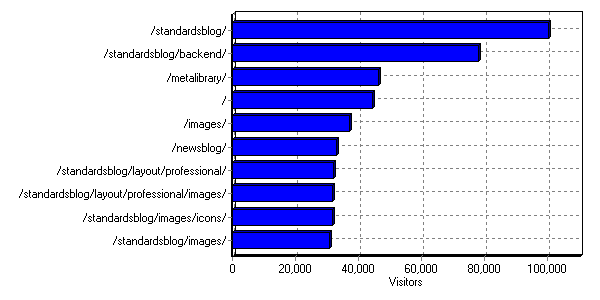 /standardsblog/
/standardsblog/backend/
/metalibrary/
/
/images/
/newsblog/
/standardsblog/layout/professional/
/standardsblog/layout/professional/images/
/standardsblog/images/icons/
/standardsblog/images/
0 20,000 40,000 60,000 80,000 100,000
Visitors